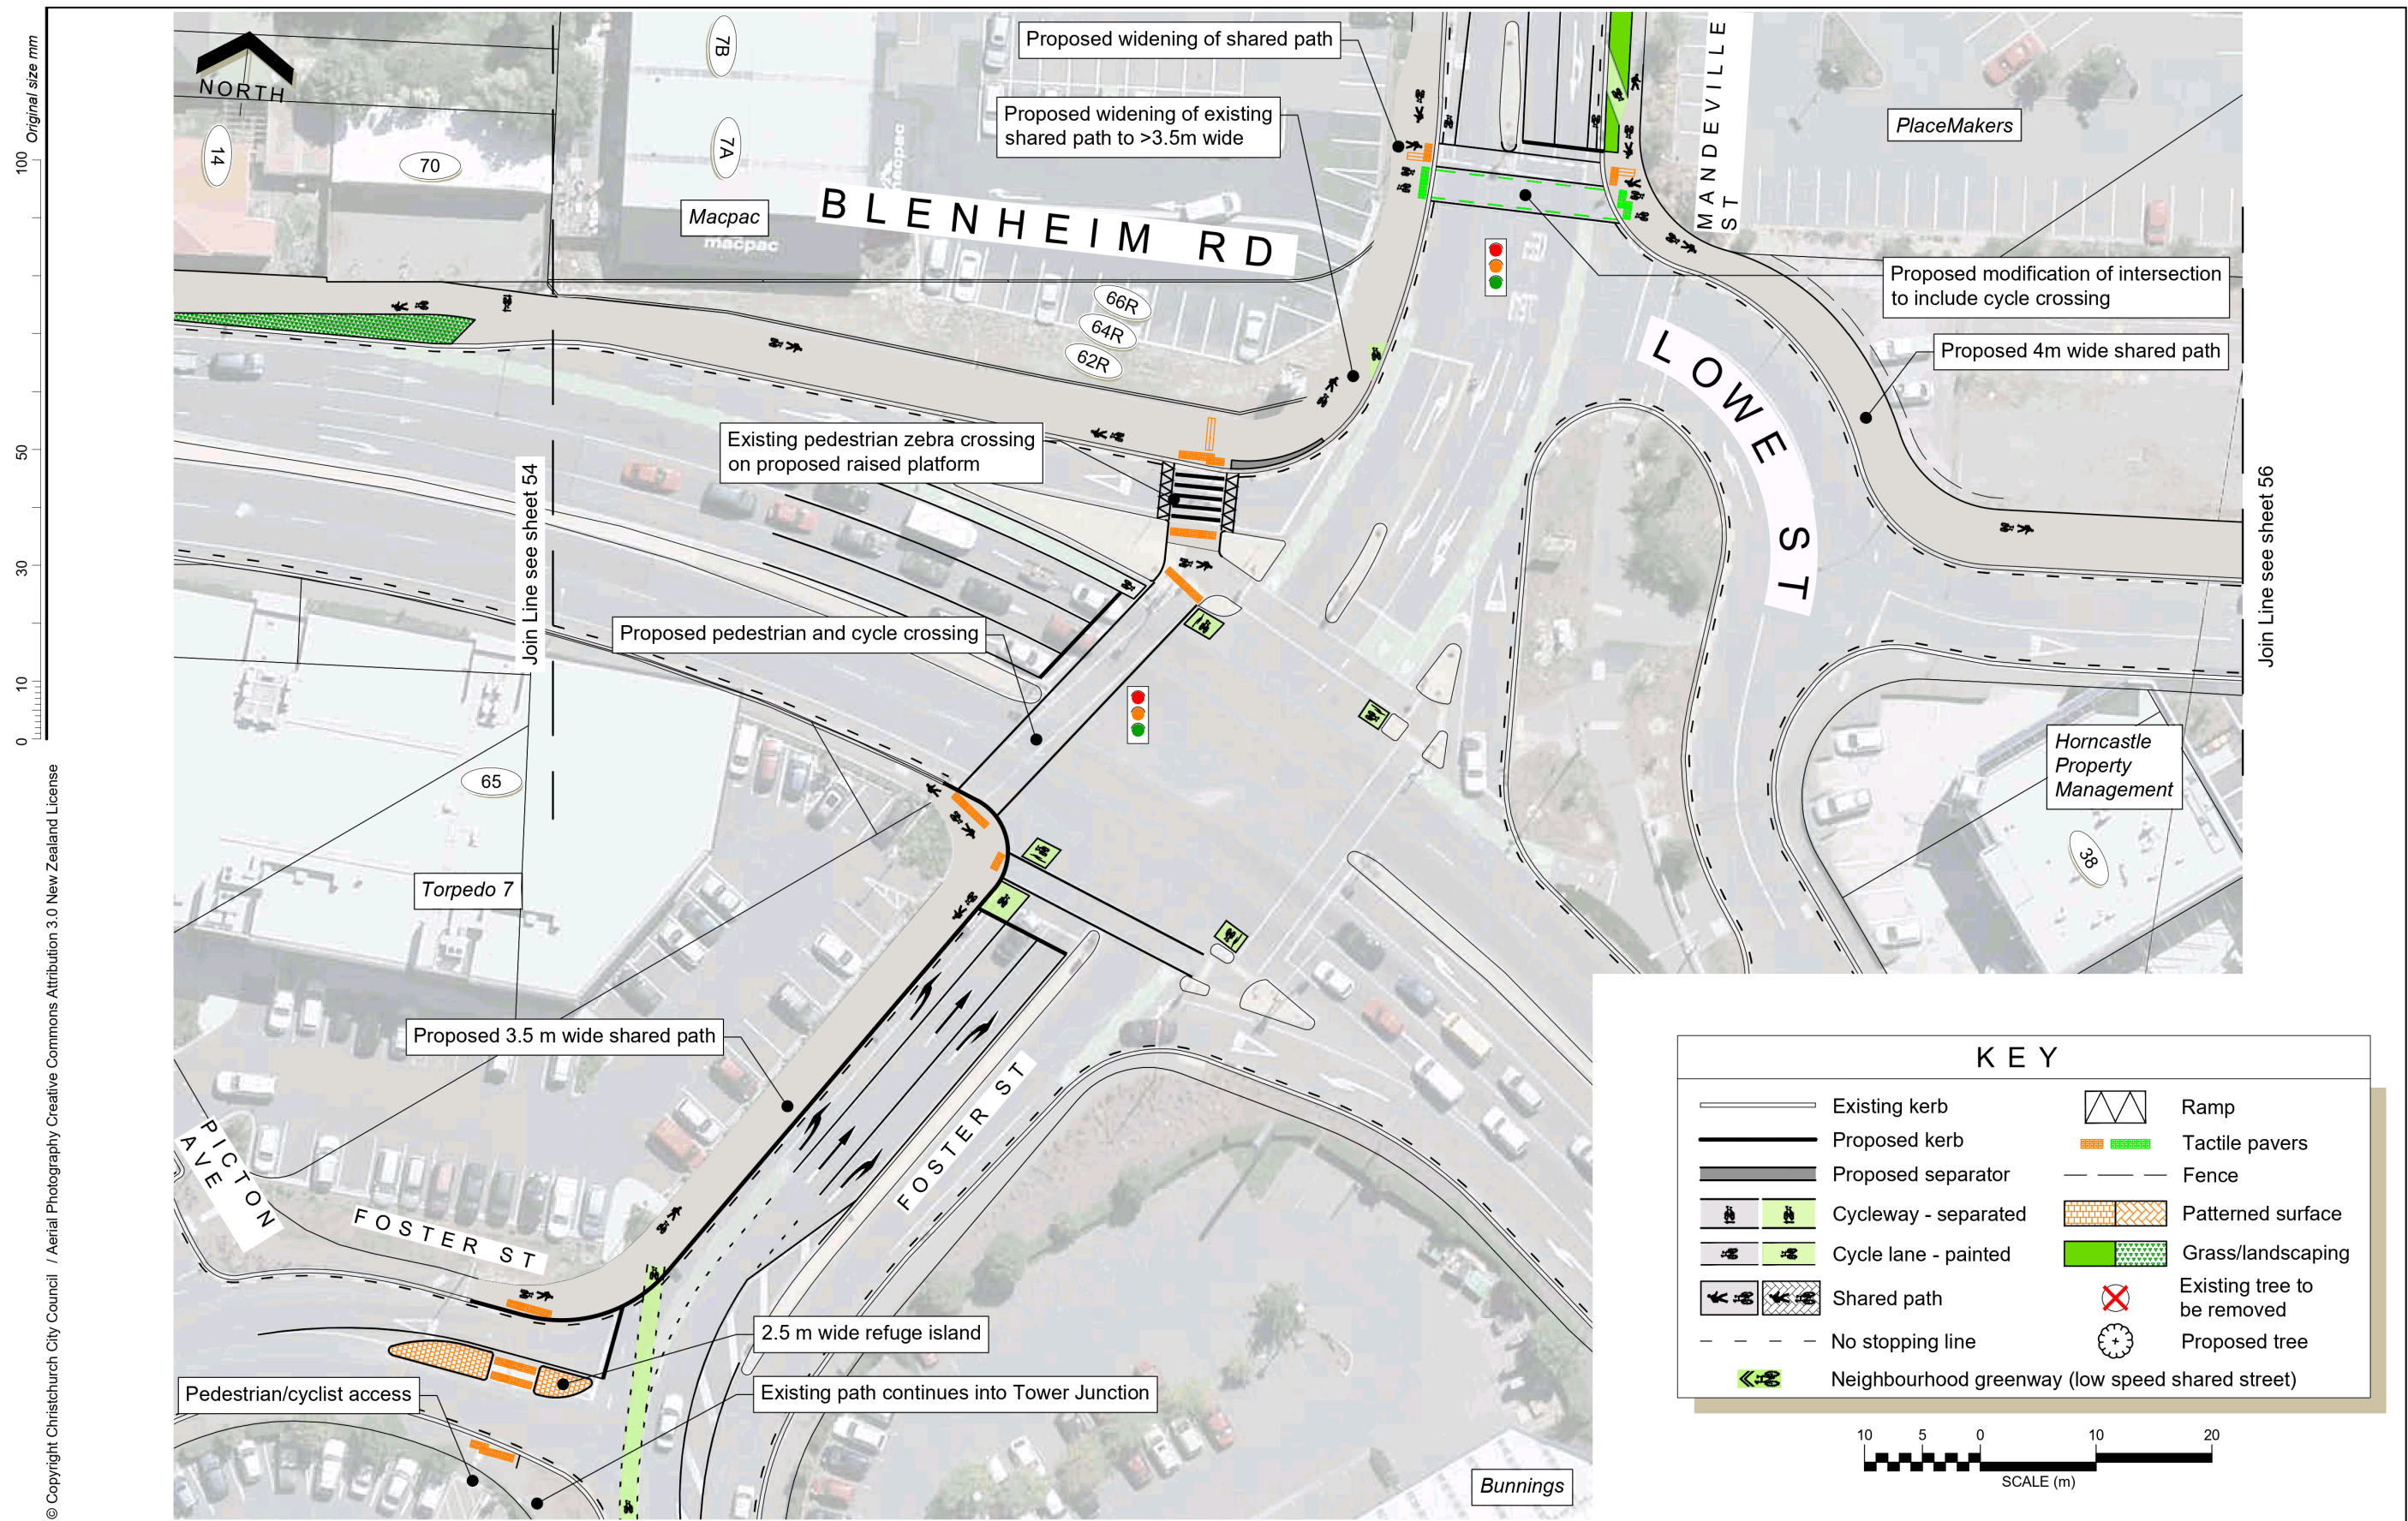 Original size mm
100
50
30
10
0
© Copyright Christchurch City Council / Aerial Photography Creative Commons Attribution 3.0 New Zealand License
NORTH
14
70
7B
7A
Macpac
macpac
macpac
BLENHEIM RD
66R
64R
62R
Proposed widening of shared path
Proposed widening of existing
shared path to >3.5m wide
MANDEVILLE
ST
PlaceMakers
Proposed modification of intersection
to include cycle crossing
Proposed 4m wide shared path
LOWE ST
Existing pedestrian zebra crossing
on proposed raised platform
Join Line see sheet 54
Join Line see sheet 56
Proposed pedestrian and cycle crossing
65
Torpedo 7
Horncastle
Property
Management
38
Proposed 3.5 m wide shared path
PICTON
AVE
FOSTER ST
FOSTER ST
2.5 m wide refuge island
Pedestrian/cyclist access
Existing path continues into Tower Junction
Bunnings
KEY
Existing kerb
Proposed kerb
Proposed separator
Cycleway - separated
Cycle lane - painted
Shared path
No stopping line
Neighbourhood greenway (low speed shared street)
Ramp
Tactile pavers
Fence
Patterned surface
Grass/landscaping
Existing tree to
be removed
Proposed tree
10 5 0 10 20
SCALE (m)